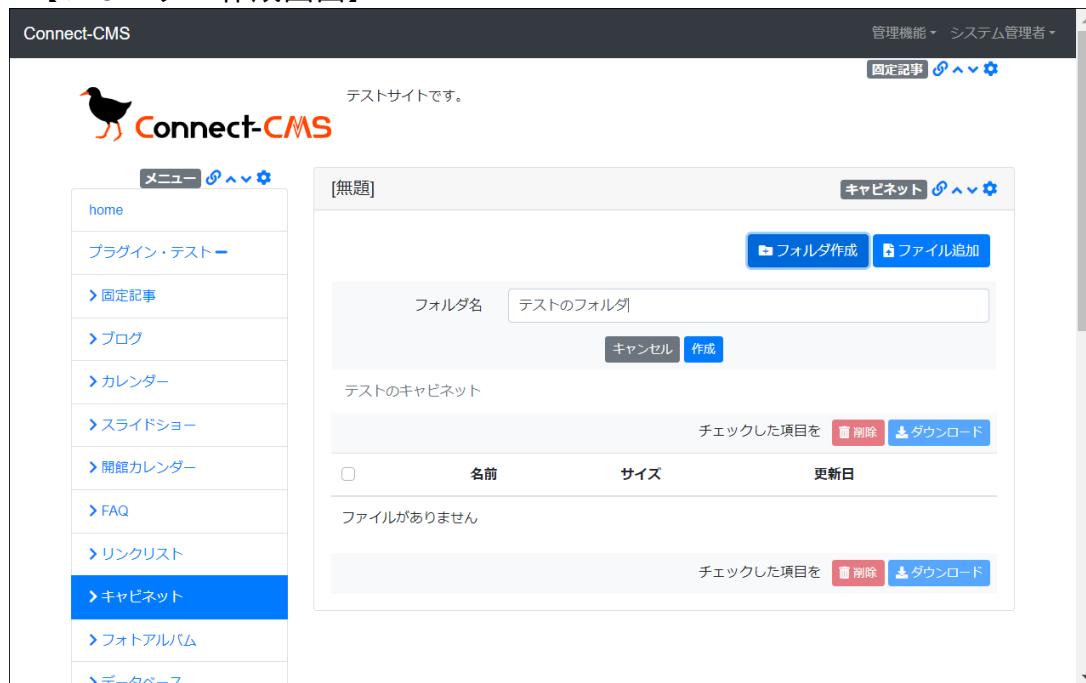 Connect-CMS
管理機能 システム管理者
固定記事
テストサイトです。
Connect-CMS
メニュー
home
プラグイン・テスト
固定記事
ブログ
カレンダー
スライドショー
開館カレンダー
FAQ
リンクリスト
キャビネット
フォトアルバム
データベース
[無題]
キャビネット
フォルダ作成 ファイル追加
フォルダ名 テストのフォルダ
キャンセル 作成
テストのキャビネット
チェックした項目を 削除 ダウンロード
名前 サイズ 更新日
ファイルがありません
チェックした項目を 削除 ダウンロード